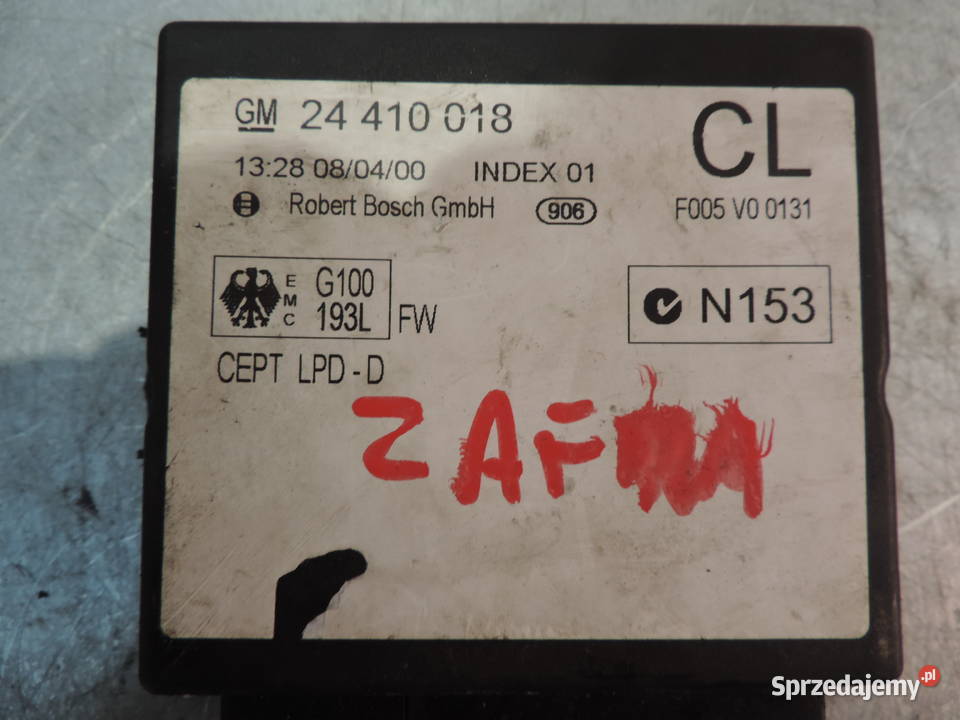 GM 24 410 018
CL
13:28 08/04/00 INDEX 01
Robert Bosch GmbH 906 F005 V0 0131
EMC G100
193L FW
N153
CEPT LPD - D
Sprzedajemy.pl